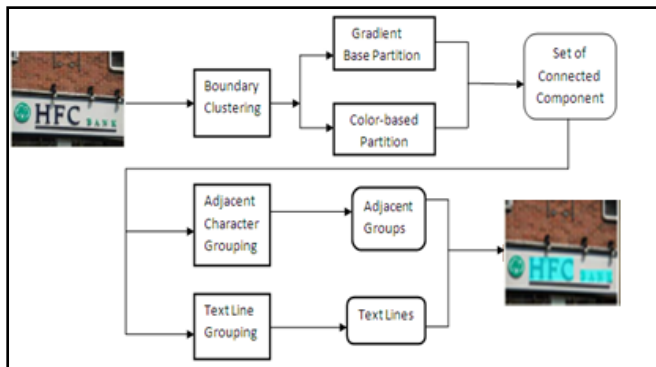 Gradient
Base Partition
Set of
Connected
Component
Boundary
Clustering
HFC BANK
Color-based
Partition
Adjacent
Character
Grouping
Adjacent
Groups
HFC BANK
Text Line
Grouping
Text Lines